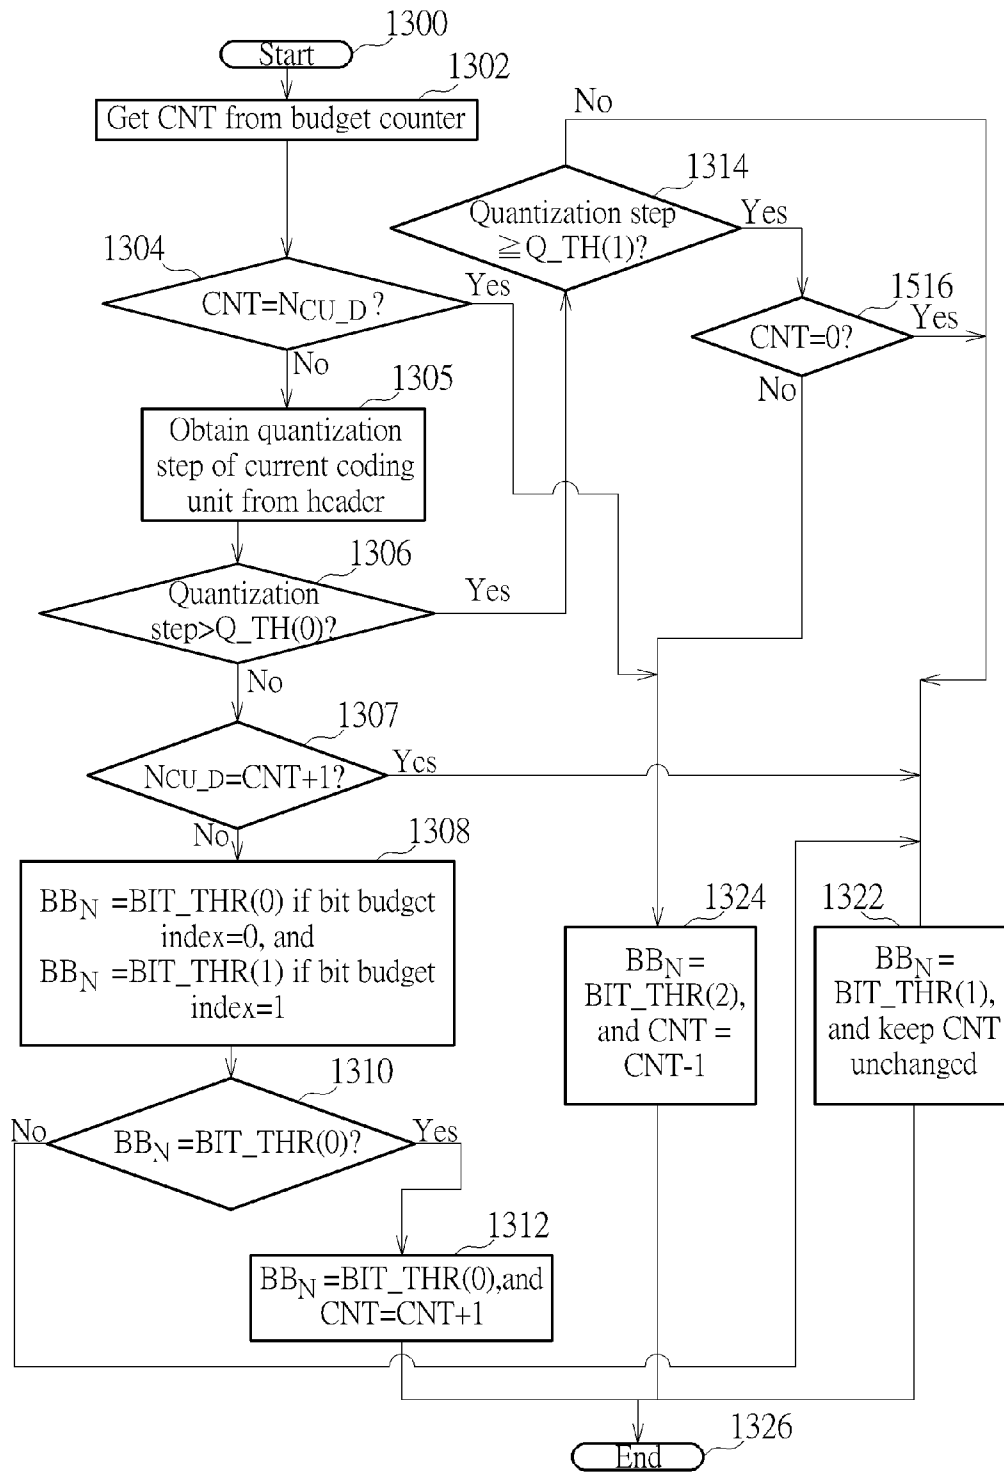 1300
Start
1302
Get CNT from budget counter
No
1314
Quantization step
≧Q_TH(1)?
Yes
1304
CNT=NCU_D?
Yes
1516
CNT=0?
Yes
No
No
1305
Obtain quantization
step of current coding
unit from header
1306
Quantization
step>Q_TH(0)?
Yes
No
1307
NCU_D=CNT+1?
Yes
No
1308
BBN =BIT_THR(0) if bit budget
index=0, and
BBN =BIT_THR(1) if bit budget
index=1
1324
BBN =
BIT_THR(2),
and CNT =
CNT-1
1322
BBN =
BIT_THR(1),
and keep CNT
unchanged
1310
No
BBN =BIT_THR(0)?
Yes
1312
BBN =BIT_THR(0),and
CNT=CNT+1
1326
End